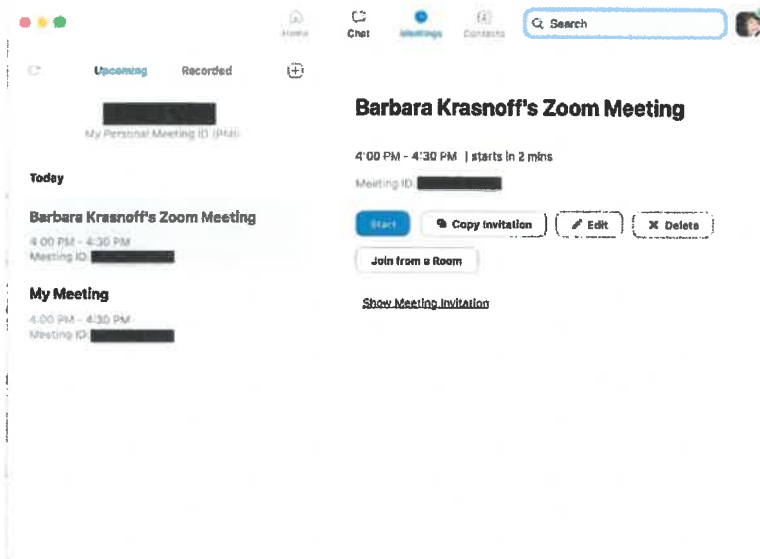 Home
Chat
Meetings
Contacts
Search
Upcoming
Recorded
My Personal Meeting ID (PMI)
Today
Barbara Krasnoff's Zoom Meeting
4:00 PM - 4:30 PM
Meeting ID:
My Meeting
4:00 PM - 4:30 PM
Meeting ID:
Barbara Krasnoff's Zoom Meeting
4:00 PM - 4:30 PM | starts in 2 mins
Meeting ID:
Start
Copy Invitation
Edit
Delete
Join from a Room
Show Meeting Invitation